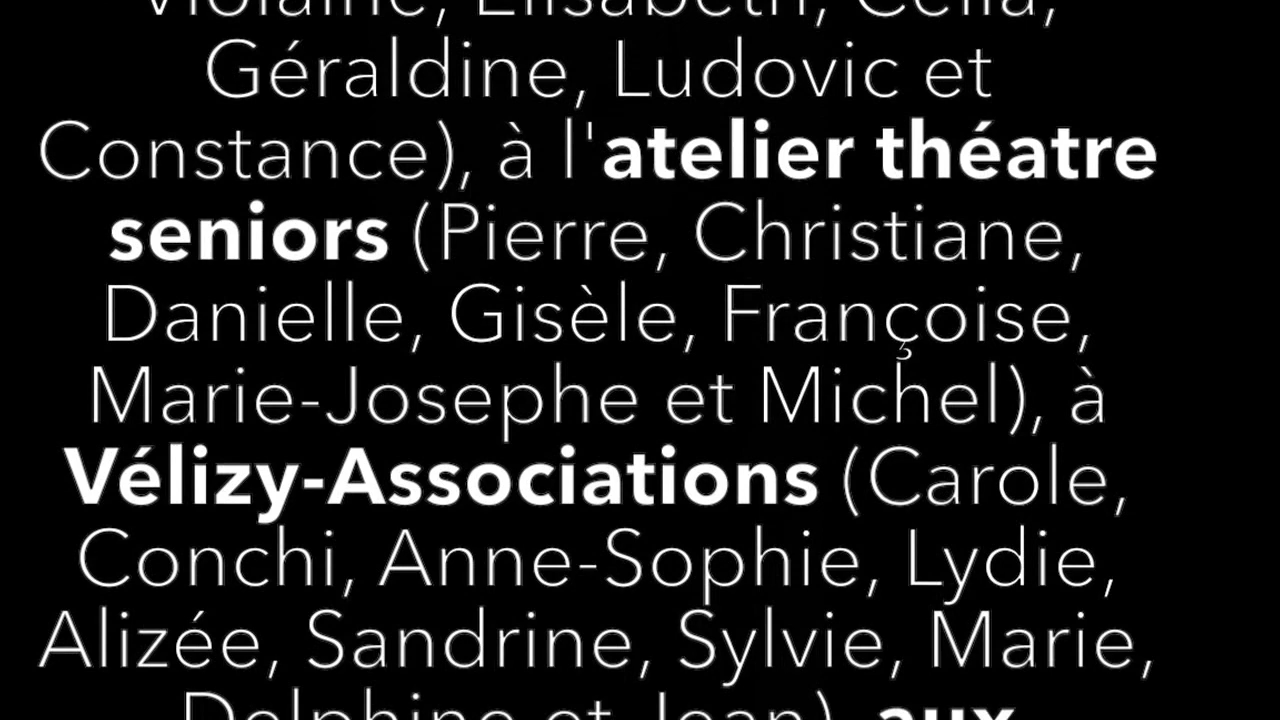 Violaine, Elisabeth, Célia,
Géraldine, Ludovic et
Constance), à l'atelier théatre
seniors (Pierre, Christiane,
Danielle, Gisèle, Françoise,
Marie-Josephe et Michel), à
Vélizy-Associations (Carole,
Conchi, Anne-Sophie, Lydie,
Alizée, Sandrine, Sylvie, Marie,
Delphine et Jean), aux